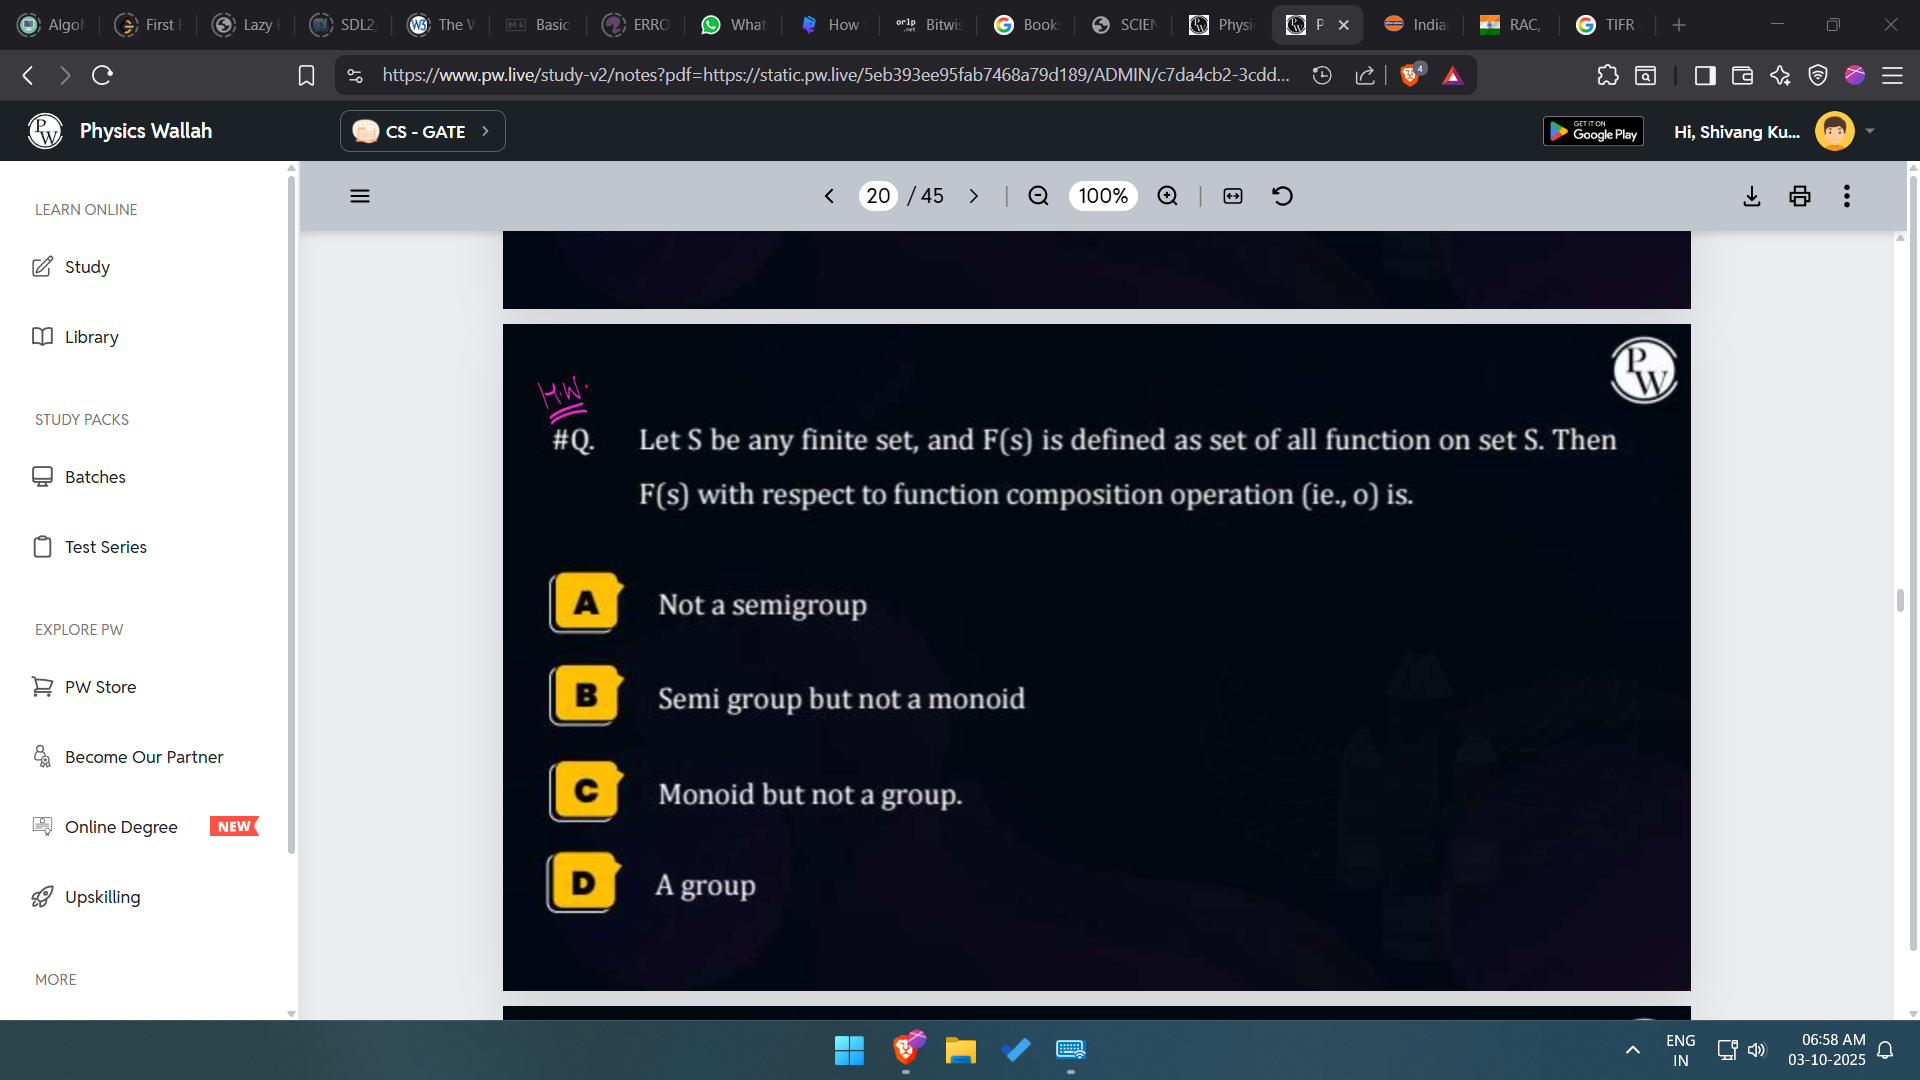 Algo
First
Lazy
SDL2
The W
Basic
ERRO
What
How
orlp .net Bitwis
Book
SCIEN
Physi
P
India
RAC,
TIFR
https://www.pw.live/study-v2/notes?pdf=https://static.pw.live/5eb393ee95fab7468a79d189/ADMIN/c7da4cb2-3cdd...
4
PW Physics Wallah
CS - GATE
GET IT ON Google Play
Hi, Shivang Ku...
LEARN ONLINE
Study
Library
STUDY PACKS
Batches
Test Series
EXPLORE PW
PW Store
Become Our Partner
Online Degree NEW
Upskilling
MORE
20 / 45
100%
PW
H.W.
#Q. Let S be any finite set, and F(s) is defined as set of all function on set S. Then
F(s) with respect to function composition operation (ie., o) is.
A Not a semigroup
B Semi group but not a monoid
C Monoid but not a group.
D A group
ENG
IN
06:58 AM
03-10-2025